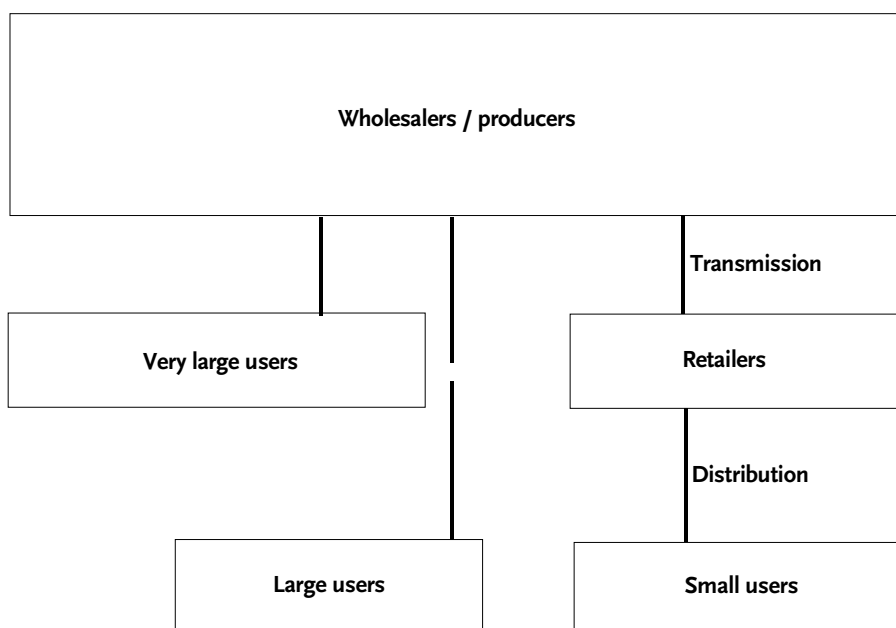 Wholesalers / producers
Transmission
Very large users
Retailers
Distribution
Large users
Small users